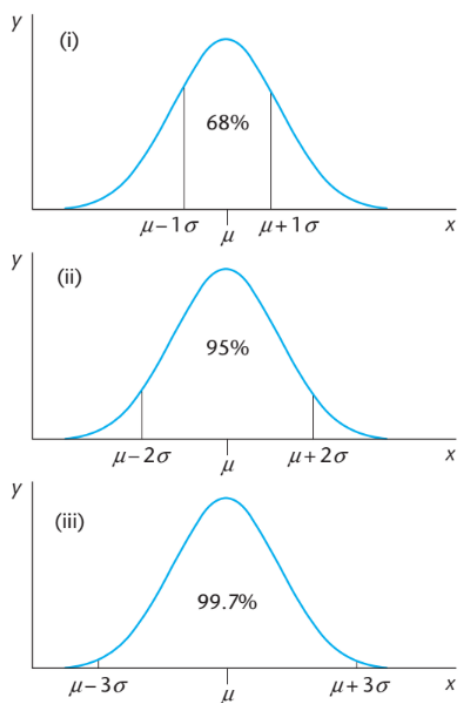 y
(i)
68%
μ−1σ μ μ+1σ x
y
(ii)
95%
μ−2σ μ μ+2σ x
y
(iii)
99.7%
μ−3σ μ μ+3σ x